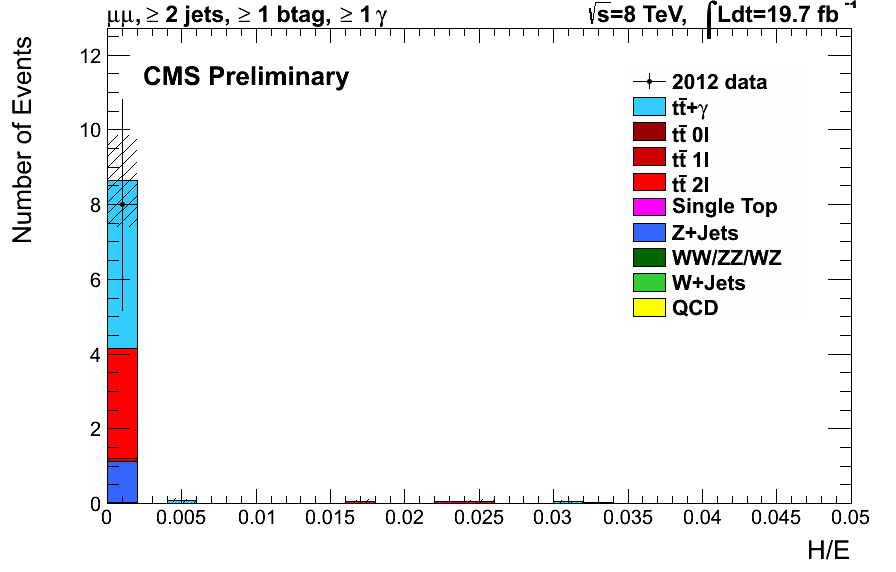 μμ, ≥ 2 jets, ≥ 1 btag, ≥ 1 γ
√s=8 TeV, ∫Ldt=19.7 fb⁻¹
CMS Preliminary
2012 data
tt̄+γ
tt̄ 0l
tt̄ 1l
tt̄ 2l
Single Top
Z+Jets
WW/ZZ/WZ
W+Jets
QCD
Number of Events
12
10
8
6
4
2
0
0 0.005 0.01 0.015 0.02 0.025 0.03 0.035 0.04 0.045 0.05
H/E